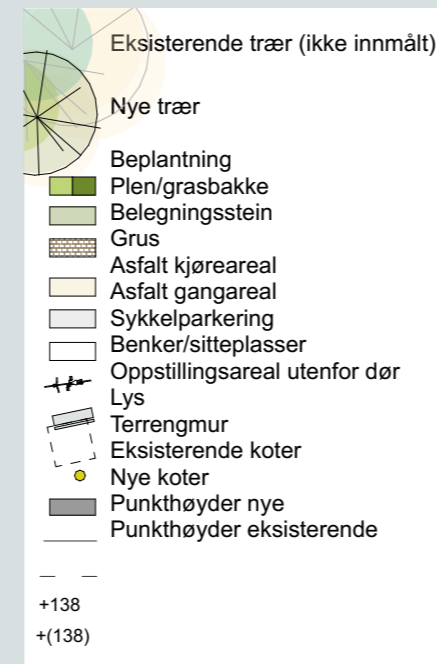 Eksisterende trær (ikke innmålt)
Nye trær
Beplantning
Plen/grasbakke
Belegningsstein
Grus
Asfalt kjøreareal
Asfalt gangareal
Sykkelparkering
Benker/sitteplasser
Oppstillingsareal utenfor dør
Lys
Terrengmur
Eksisterende koter
Nye koter
Punkthøyder nye
Punkthøyder eksisterende
+138
+(138)